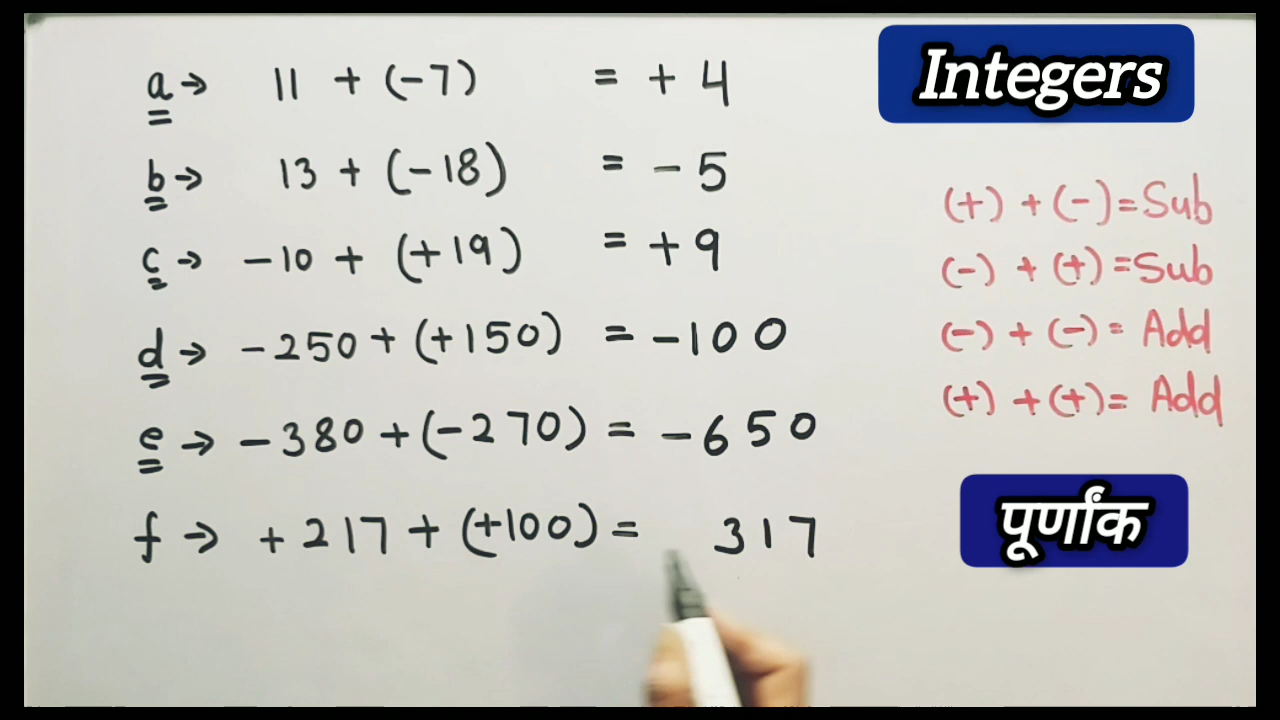 a → 11 + (-7) = + 4
b → 13 + (-18) = - 5
c → -10 + (+19) = + 9
d → -250 + (+150) = -100
e → -380 + (-270) = -650
f → +217 + (+100) = 317
Integers
(+) + (-) = Sub
(-) + (+) = Sub
(-) + (-) = Add
(+) + (+) = Add
पूर्णांक